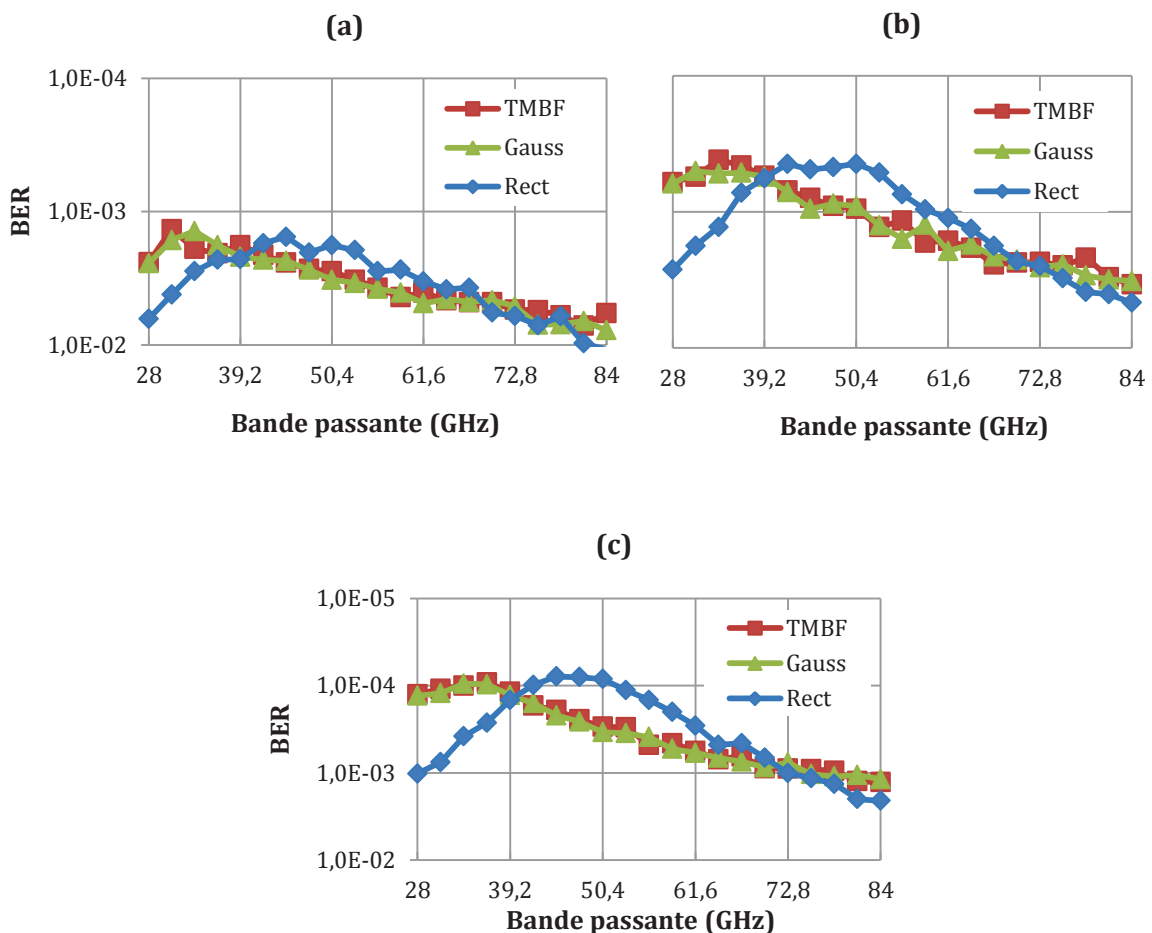 (a)
1,0E-04
1,0E-03
1,0E-02
BER
TMBF
Gauss
Rect
28 39,2 50,4 61,6 72,8 84
Bande passante (GHz)
(b)
TMBF
Gauss
Rect
28 39,2 50,4 61,6 72,8 84
Bande passante (GHz)
(c)
1,0E-05
1,0E-04
1,0E-03
1,0E-02
BER
TMBF
Gauss
Rect
28 39,2 50,4 61,6 72,8 84
Bande passante (GHz)